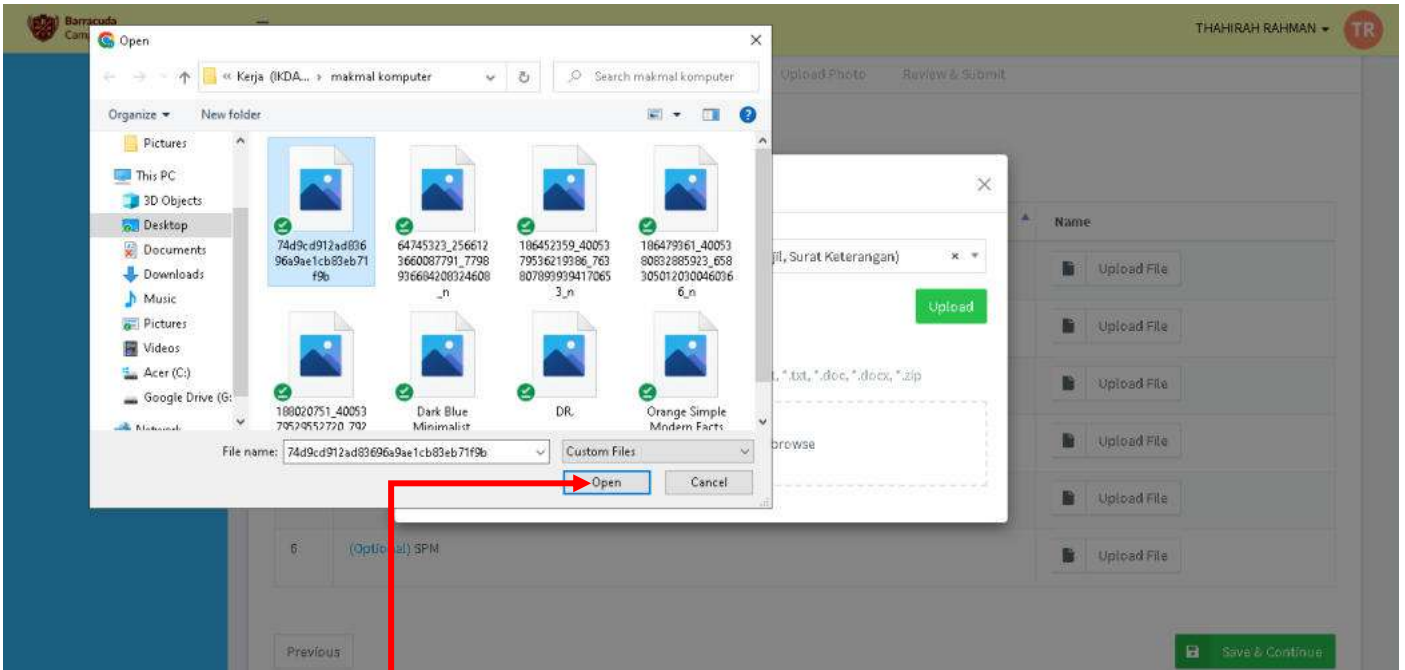 Barracuda
THAHIRAH RAHMAN
TR
Open
« Kerja (IKDA... › makmal komputer
Search makmal komputer
Upload Photo
Review & Submit
Organize
New folder
Pictures
This PC
3D Objects
Desktop
Documents
Downloads
Music
Pictures
Videos
Acer (C:)
Google Drive (G:
Network
74d9cd912ad836
96a9ae1cb83eb71
f9b
64745323_256612
3660087791_7798
936684208324608
_n
186452359_40053
79536219386_763
807893939417065
3_n
186479361_40053
80832885923_658
305012030046036
6_n
188020751_40053
79529552720_792
Dark Blue
Minimalist
DR.
Orange Simple
Modern Facts
File name:
74d9cd912ad83696a9ae1cb83eb71f9b
Custom Files
Open
Cancel
jil, Surat Keterangan)
Upload
*.txt, *.doc, *.docx, *.zip
browse
Name
Upload File
Upload File
Upload File
Upload File
Upload File
6
(Optional) SPM
Upload File
Previous
Save & Continue